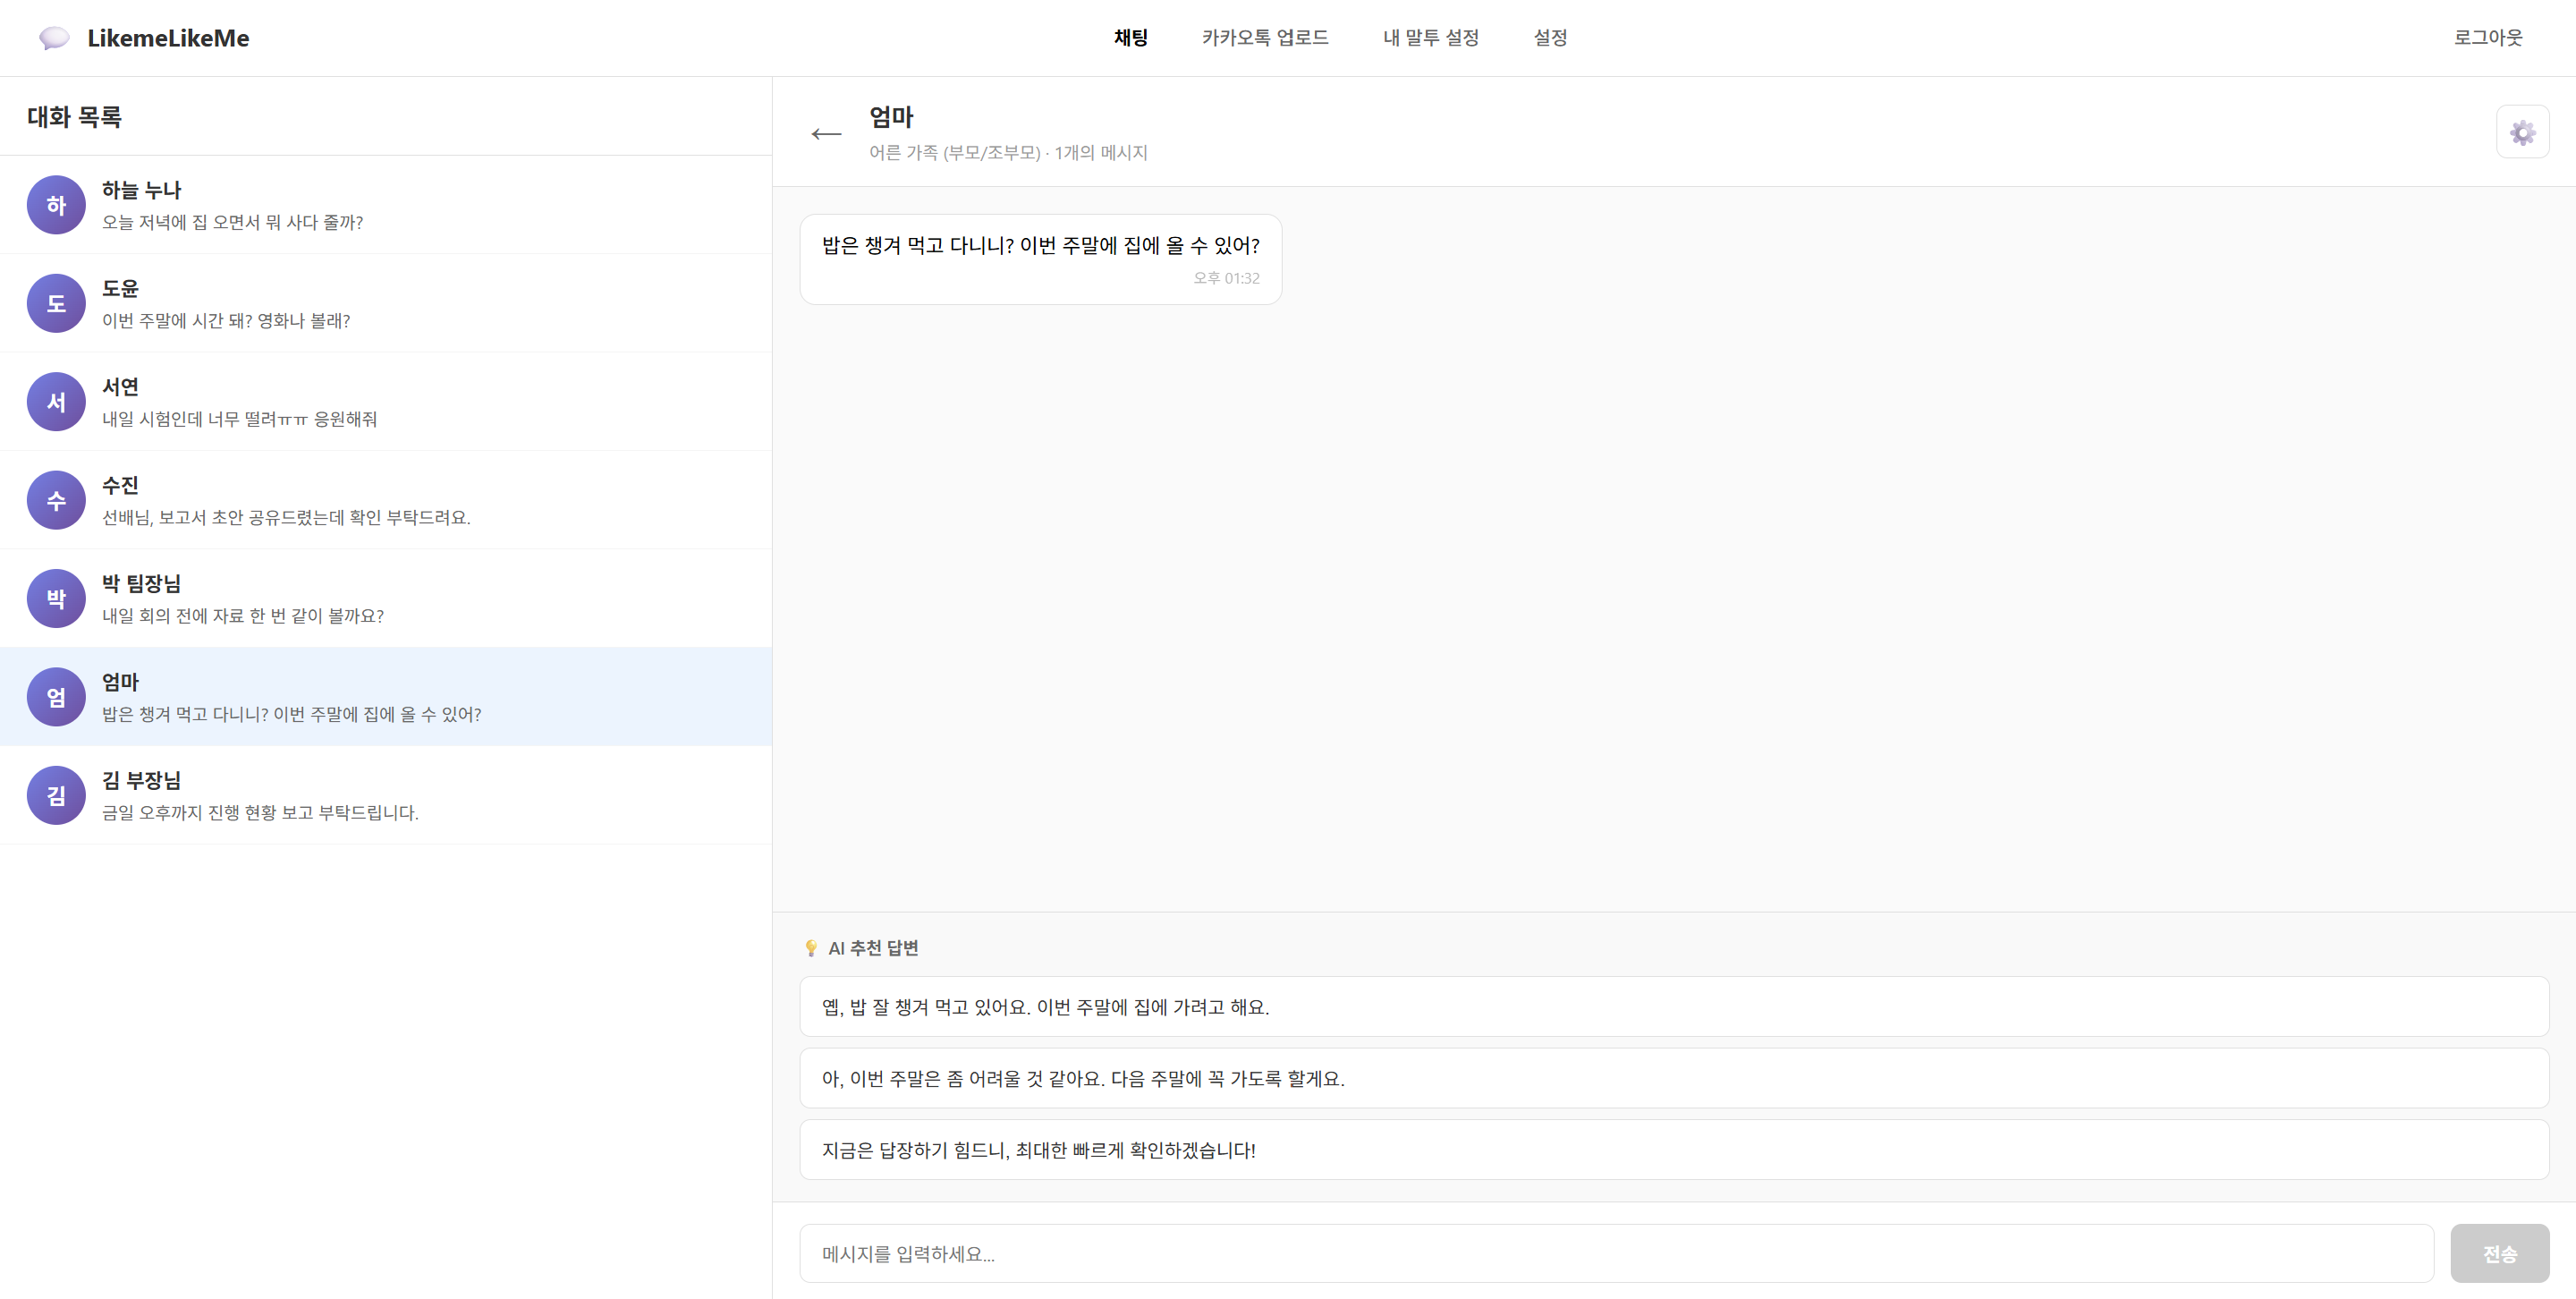 LikemeLikeMe
채팅
카카오톡 업로드
내 말투 설정
설정
로그아웃
대화 목록
하
하늘 누나
오늘 저녁에 집 오면서 뭐 사다 줄까?
도
도윤
이번 주말에 시간 돼? 영화나 볼래?
서
서연
내일 시험인데 너무 떨려ㅠㅠ 응원해줘
수
수진
선배님, 보고서 초안 공유드렸는데 확인 부탁드려요.
박
박 팀장님
내일 회의 전에 자료 한 번 같이 볼까요?
엄
엄마
밥은 챙겨 먹고 다니니? 이번 주말에 집에 올 수 있어?
김
김 부장님
금일 오후까지 진행 현황 보고 부탁드립니다.
←
엄마
어른 가족 (부모/조부모) · 1개의 메시지
밥은 챙겨 먹고 다니니? 이번 주말에 집에 올 수 있어?
오후 01:32
AI 추천 답변
옙, 밥 잘 챙겨 먹고 있어요. 이번 주말에 집에 가려고 해요.
아, 이번 주말은 좀 어려울 것 같아요. 다음 주말에 꼭 가도록 할게요.
지금은 답장하기 힘드니, 최대한 빠르게 확인하겠습니다!
메시지를 입력하세요...
전송